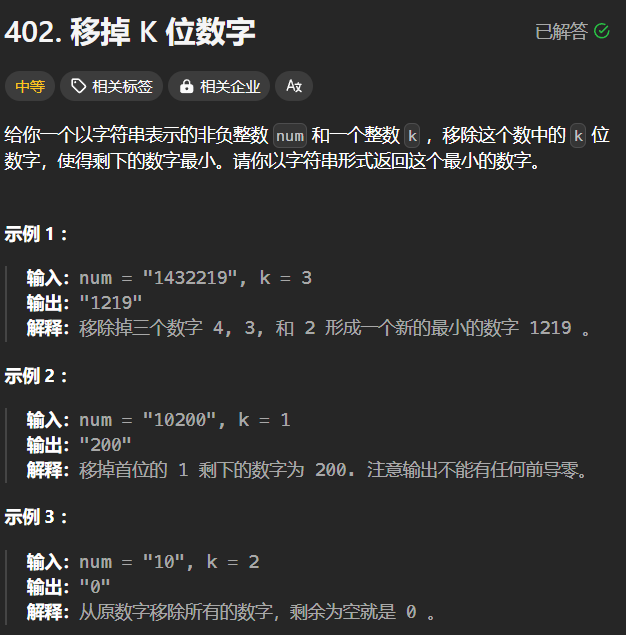 402. 移掉 K 位数字
已解答
中等 相关标签 相关企业 Ax
给你一个以字符串表示的非负整数 num 和一个整数 k ，移除这个数中的 k 位
数字，使得剩下的数字最小。请你以字符串形式返回这个最小的数字。
示例 1 ：
输入：num = "1432219", k = 3
输出："1219"
解释：移除掉三个数字 4, 3, 和 2 形成一个新的最小的数字 1219 。
示例 2 ：
输入：num = "10200", k = 1
输出："200"
解释：移掉首位的 1 剩下的数字为 200. 注意输出不能有任何前导零。
示例 3 ：
输入：num = "10", k = 2
输出："0"
解释：从原数字移除所有的数字，剩余为空就是 0 。